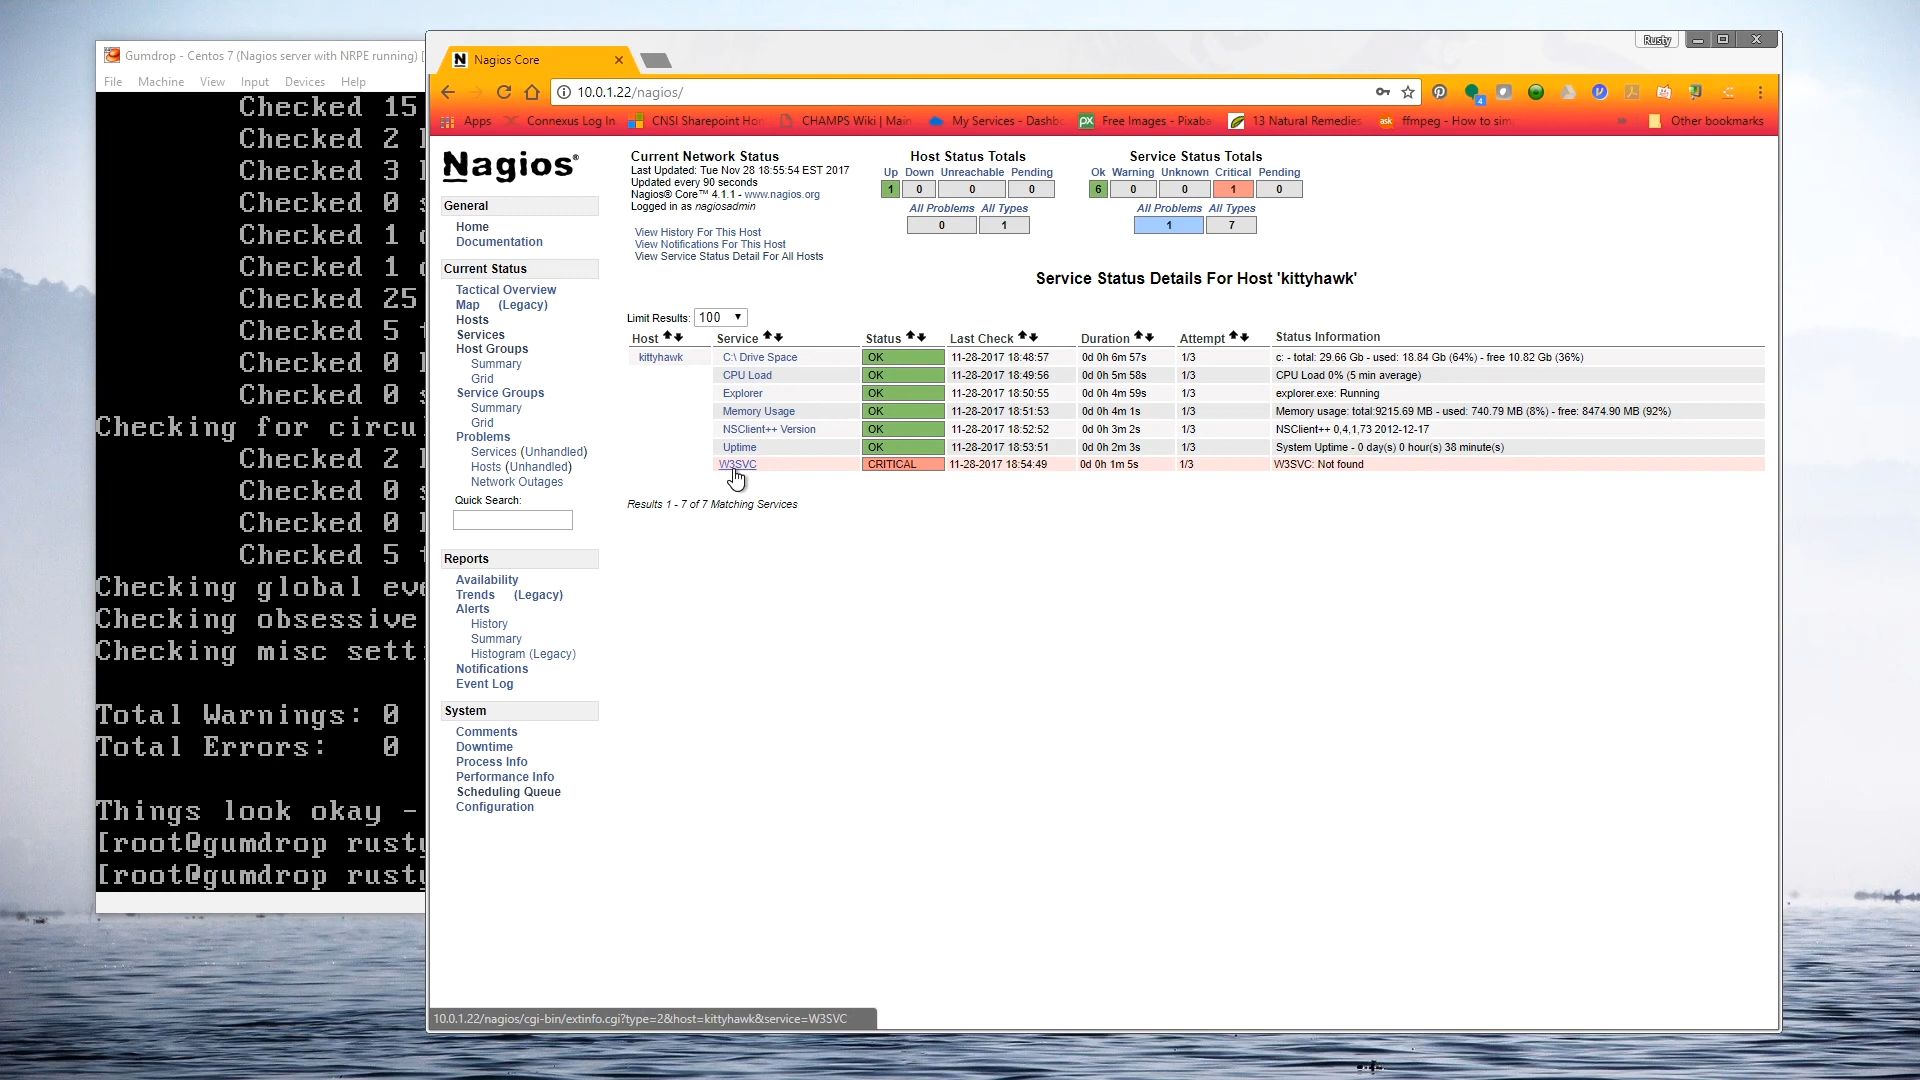 Gumdrop - Centos 7 (Nagios server with NRPE running) [
File Machine View Input Devices Help
Checked 15
Checked 2
Checked 3
Checked 0
Checked 1
Checked 1
Checked 25
Checked 5
Checked 0
Checked 0
Checking for circu
Checked 2
Checked 0
Checked 0
Checked 5
Checking global eve
Checking obsessive
Checking misc setti
Total Warnings: 0
Total Errors: 0
Things look okay -
[root@gumdrop rusty
[root@gumdrop rusty
Rusty
N Nagios Core
10.0.1.22/nagios/
4
Apps
Connexus Log In
CNSI Sharepoint Hom
CHAMPS Wiki | Main
My Services - Dashbo
px Free Images - Pixaba
13 Natural Remedies
ask ffmpeg - How to sim
»
Other bookmarks
Nagios®
General
Home
Documentation
Current Status
Tactical Overview
Map (Legacy)
Hosts
Services
Host Groups
Summary
Grid
Service Groups
Summary
Grid
Problems
Services (Unhandled)
Hosts (Unhandled)
Network Outages
Quick Search:
Reports
Availability
Trends (Legacy)
Alerts
History
Summary
Histogram (Legacy)
Notifications
Event Log
System
Comments
Downtime
Process Info
Performance Info
Scheduling Queue
Configuration
Current Network Status
Last Updated: Tue Nov 28 18:55:54 EST 2017
Updated every 90 seconds
Nagios® Core™ 4.1.1 - www.nagios.org
Logged in as nagiosadmin
View History For This Host
View Notifications For This Host
View Service Status Detail For All Hosts
Host Status Totals
Up Down Unreachable Pending
1 0 0 0
All Problems All Types
0 1
Service Status Totals
Ok Warning Unknown Critical Pending
6 0 0 1 0
All Problems All Types
1 7
Service Status Details For Host 'kittyhawk'
Limit Results: 100
Host Service Status Last Check Duration Attempt Status Information
kittyhawk C:\ Drive Space OK 11-28-2017 18:48:57 0d 0h 6m 57s 1/3 c: - total: 29.66 Gb - used: 18.84 Gb (64%) - free 10.82 Gb (36%)
CPU Load OK 11-28-2017 18:49:56 0d 0h 5m 58s 1/3 CPU Load 0% (5 min average)
Explorer OK 11-28-2017 18:50:55 0d 0h 4m 59s 1/3 explorer.exe: Running
Memory Usage OK 11-28-2017 18:51:53 0d 0h 4m 1s 1/3 Memory usage: total:9215.69 MB - used: 740.79 MB (8%) - free: 8474.90 MB (92%)
NSClient++ Version OK 11-28-2017 18:52:52 0d 0h 3m 2s 1/3 NSClient++ 0,4,1,73 2012-12-17
Uptime OK 11-28-2017 18:53:51 0d 0h 2m 3s 1/3 System Uptime - 0 day(s) 0 hour(s) 38 minute(s)
W3SVC CRITICAL 11-28-2017 18:54:49 0d 0h 1m 5s 1/3 W3SVC: Not found
Results 1 - 7 of 7 Matching Services
10.0.1.22/nagios/cgi-bin/extinfo.cgi?type=2&host=kittyhawk&service=W3SVC